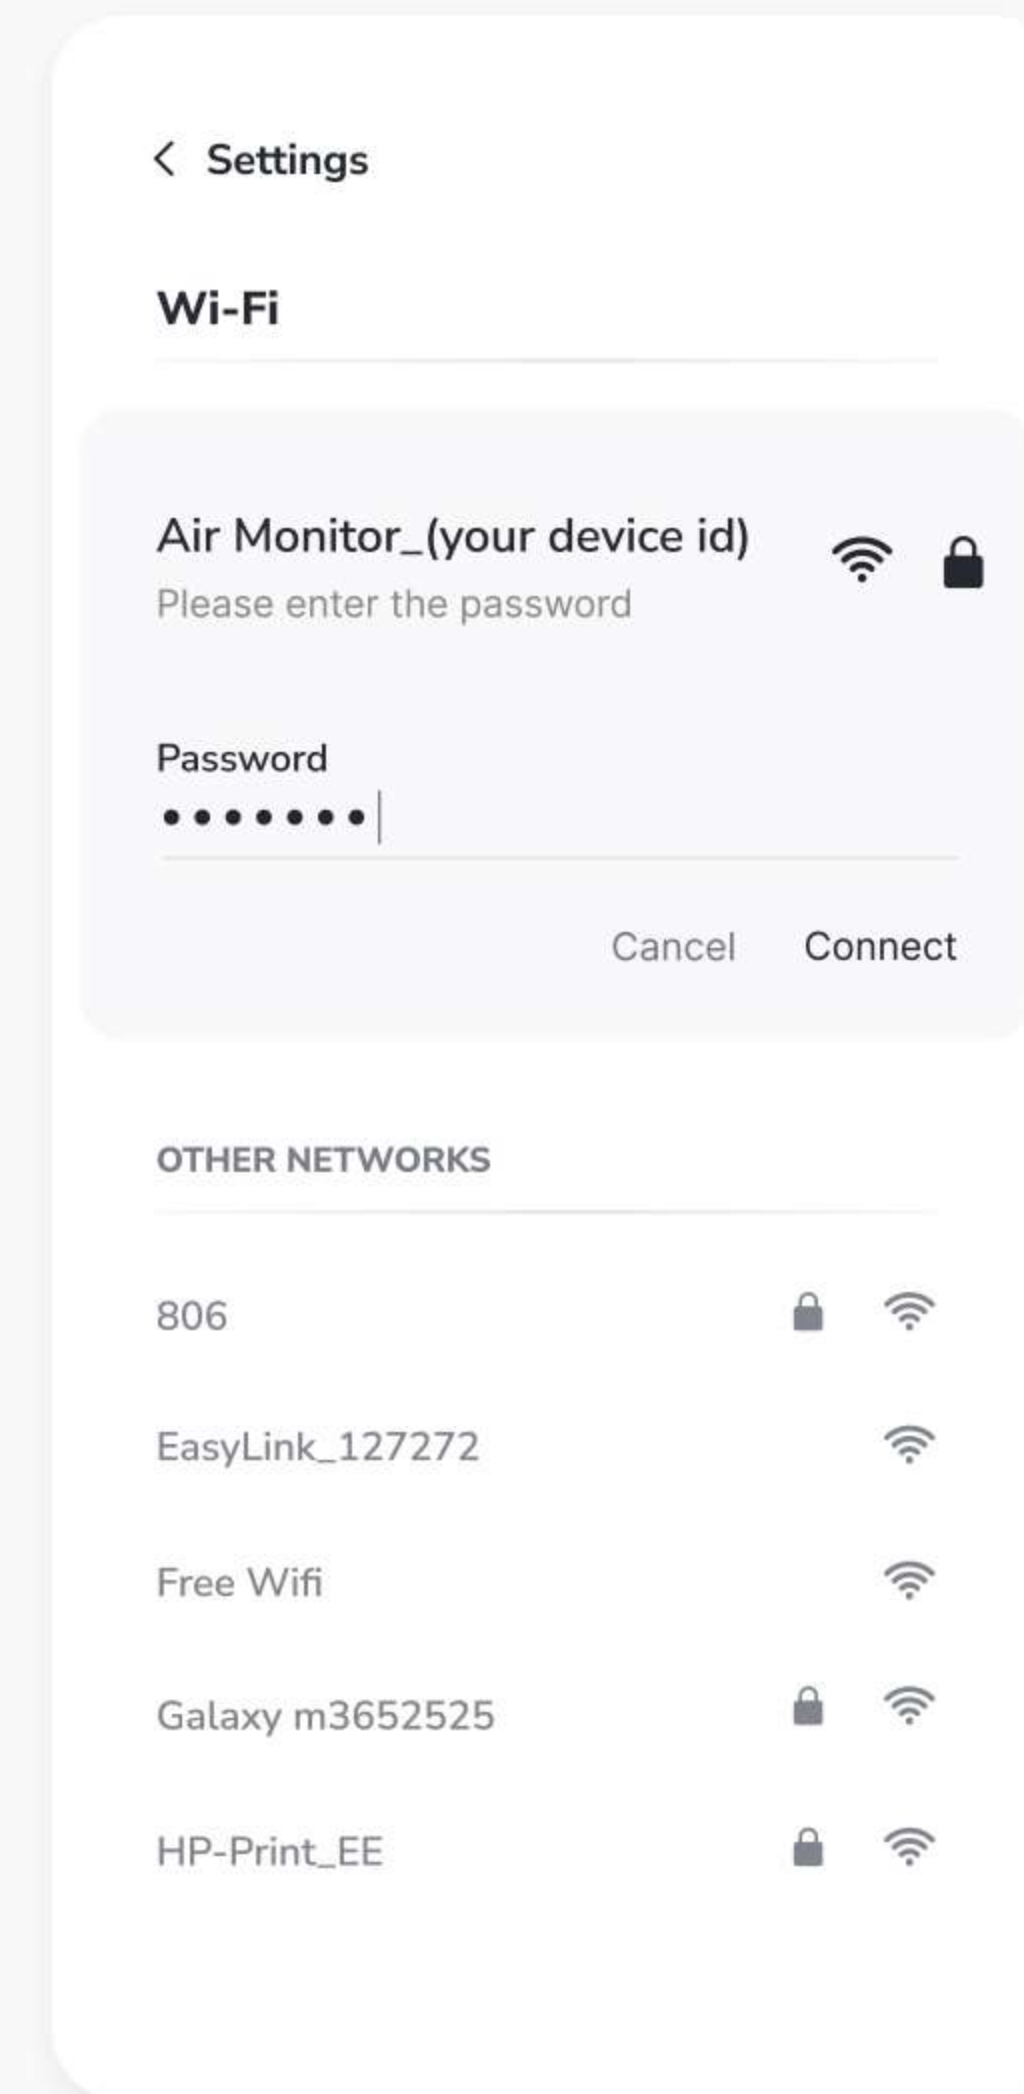 Settings
Wi-Fi
Air Monitor_(your device id)
Please enter the password
Password
•••••••
Cancel Connect
OTHER NETWORKS
806
EasyLink_127272
Free Wifi
Galaxy m3652525
HP-Print_EE